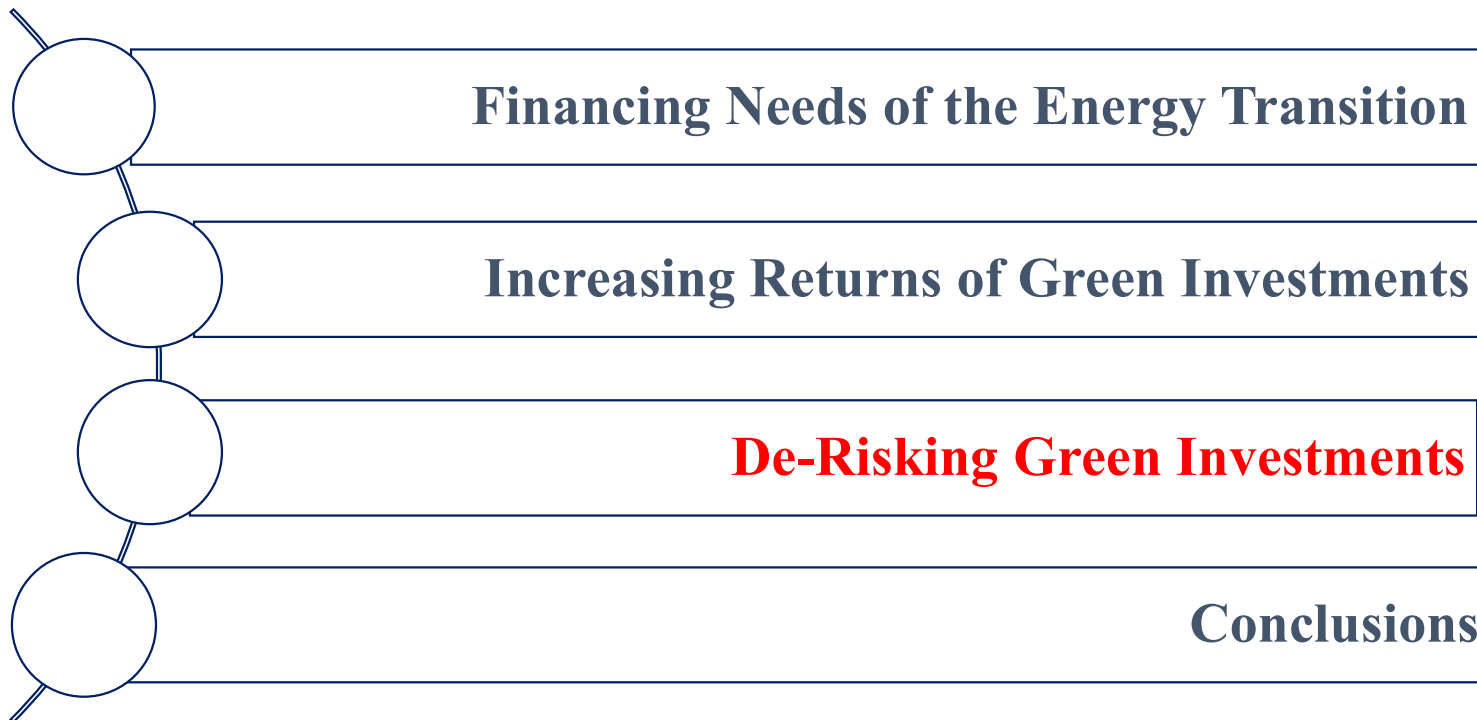 Financing Needs of the Energy Transition
Increasing Returns of Green Investments
De-Risking Green Investments
Conclusions